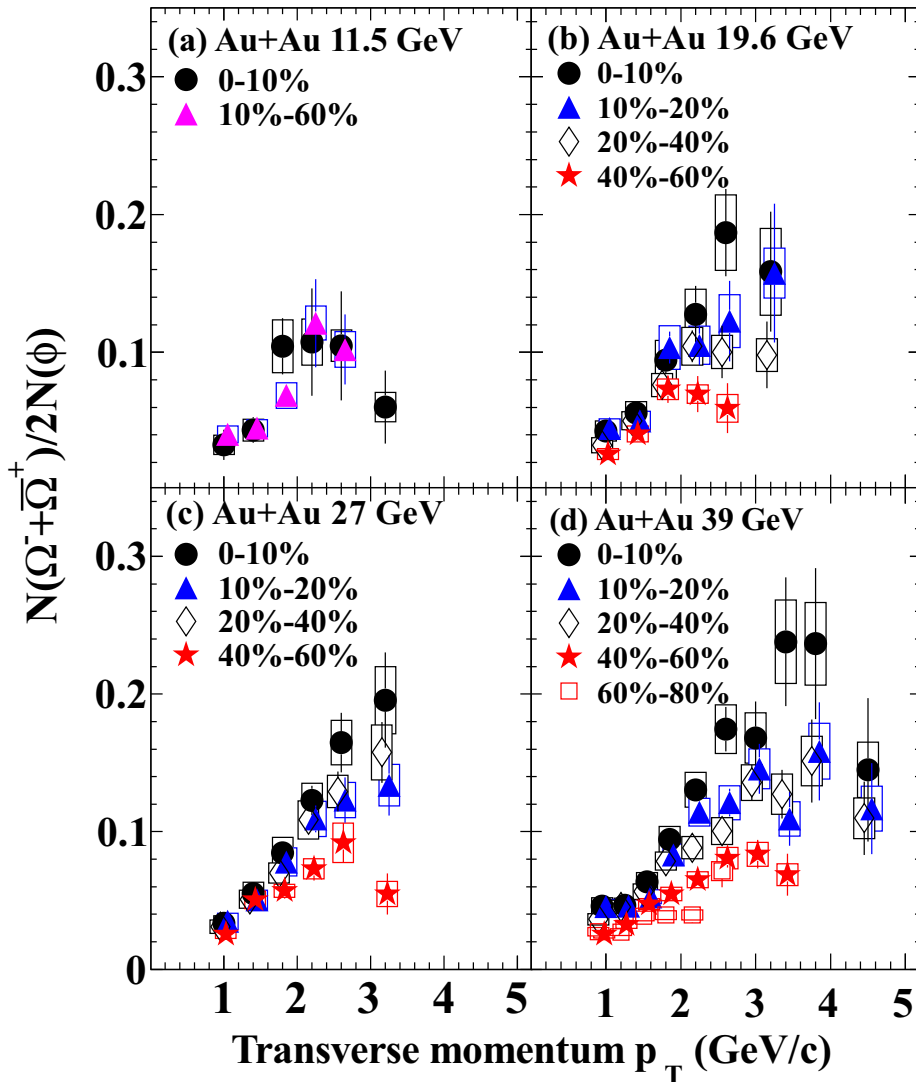 (a) Au+Au 11.5 GeV
0-10%
10%-60%
(b) Au+Au 19.6 GeV
0-10%
10%-20%
20%-40%
40%-60%
(c) Au+Au 27 GeV
0-10%
10%-20%
20%-40%
40%-60%
(d) Au+Au 39 GeV
0-10%
10%-20%
20%-40%
40%-60%
60%-80%
0.3
0.2
0.1
0.3
0.2
0.1
0
1 2 3 4 5
1 2 3 4 5
N(Ω⁻+Ω̅⁺)/2N(ϕ)
Transverse momentum p_T (GeV/c)